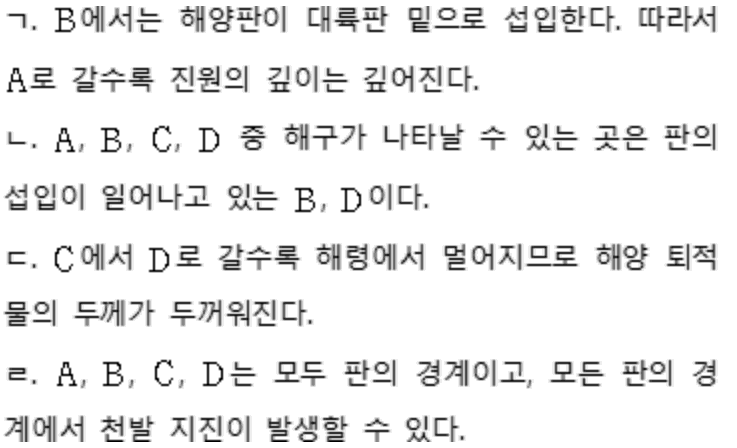 ㄱ. B에서는 해양판이 대륙판 밑으로 섭입한다. 따라서
A로 갈수록 진원의 깊이는 깊어진다.
ㄴ. A, B, C, D 중 해구가 나타날 수 있는 곳은 판의
섭입이 일어나고 있는 B, D이다.
ㄷ. C에서 D로 갈수록 해령에서 멀어지므로 해양 퇴적
물의 두께가 두꺼워진다.
ㄹ. A, B, C, D는 모두 판의 경계이고, 모든 판의 경
계에서 천발 지진이 발생할 수 있다.